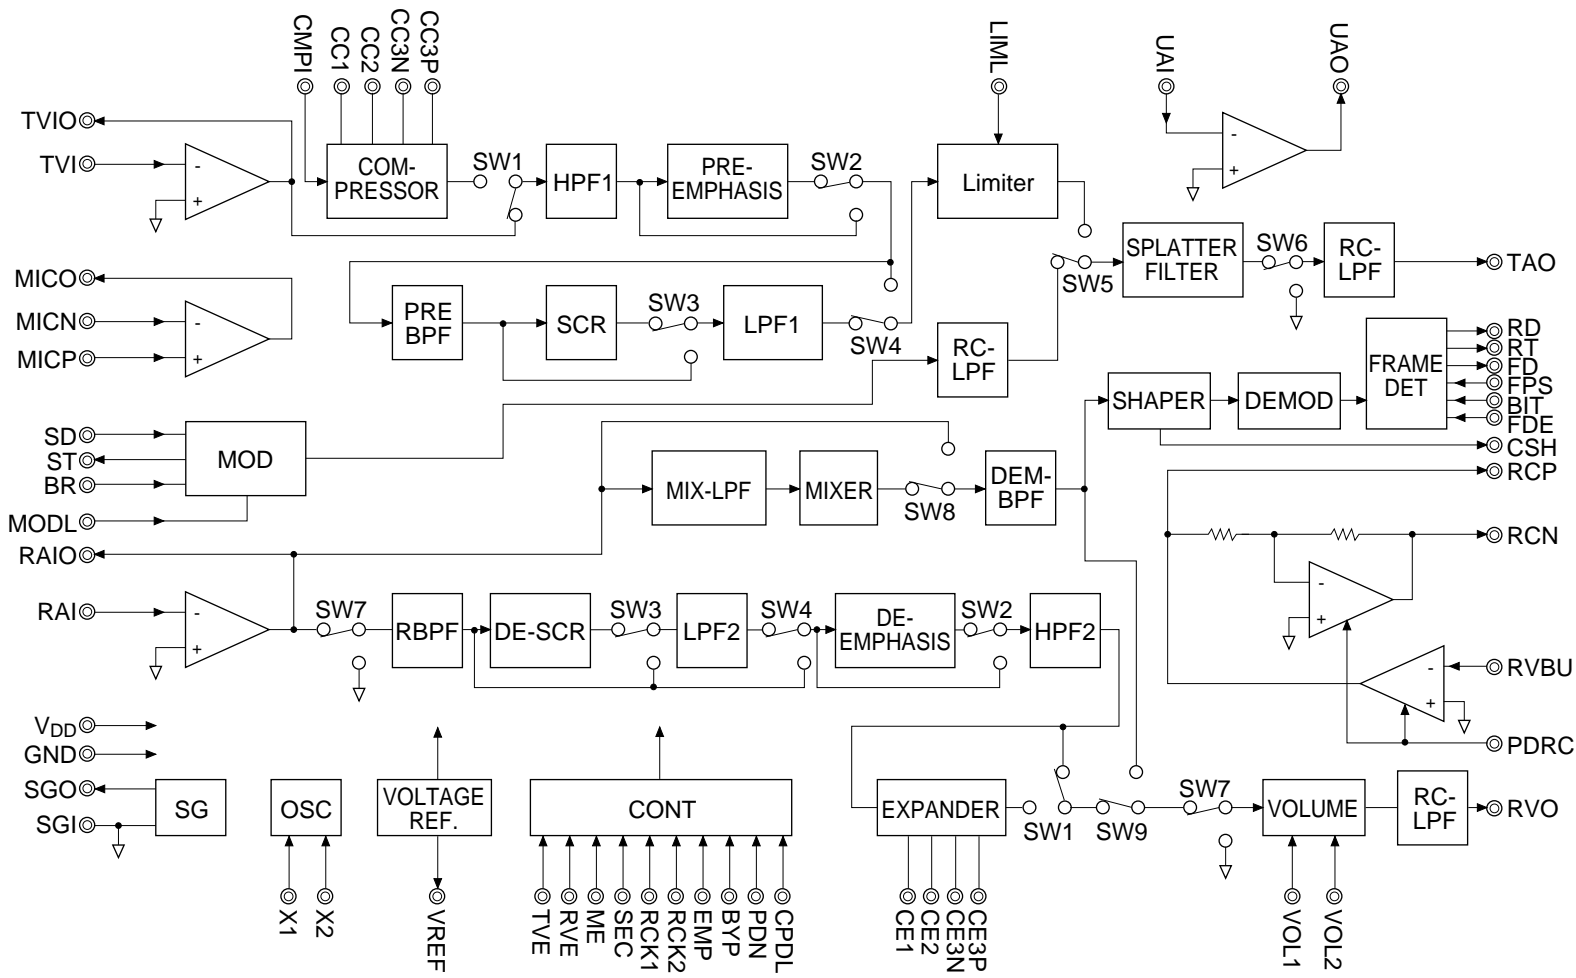 CMPI
CC1
CC2
CC3N
CC3P
LIML
UAI
UAO
TVIO
TVI
-
+
COM-
PRESSOR
SW1
HPF1
PRE-
EMPHASIS
SW2
Limiter
-
+
MICO
MICN
MICP
-
+
PRE
BPF
SCR
SW3
LPF1
SW4
RC-
LPF
SW5
SPLATTER
FILTER
SW6
RC-
LPF
TAO
SHAPER
DEMOD
FRAME
DET
RD
RT
FD
FPS
BIT
FDE
CSH
RCP
SD
ST
BR
MODL
MOD
MIX-LPF
MIXER
SW8
DEM-
BPF
RCN
-
+
RAIO
RAI
-
+
SW7
RBPF
DE-SCR
SW3
LPF2
SW4
DE-
EMPHASIS
SW2
HPF2
-
+
RVBU
PDRC
VDD
GND
SGO
SGI
SG
OSC
VOLTAGE
REF.
CONT
EXPANDER
SW1
SW9
SW7
VOLUME
RC-
LPF
RVO
X1
X2
VREF
TVE
RVE
ME
SEC
RCK1
RCK2
EMP
BYP
PDN
CPDL
CE1
CE2
CE3N
CE3P
VOL1
VOL2